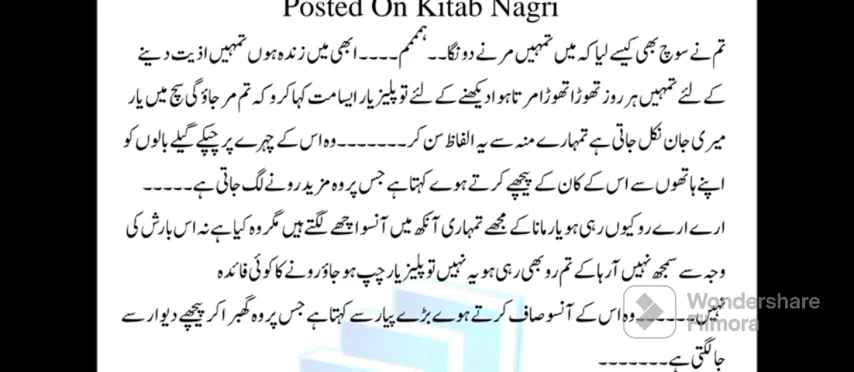 Posted On Kitab Nagri
تم نے سوچ بھی کیسے لیا کہ میں تمہیں مرنے دونگا۔۔ ہممم۔۔۔۔ ابھی میں زندہ ہوں تمہیں اذیت دینے
کے لئے تمہیں ہر روز تھوڑا تھوڑا مرتا ہوا دیکھنے کے لئے تو پلیز یار ایسا مت کہا کرو کہ تم مر جاؤ گی سچ میں یار
میری جان نکل جاتی ہے تمہارے منہ سے یہ الفاظ سن کر۔۔۔۔۔۔۔ وہ اس کے چہرے پر چپکے گیلے بالوں کو
اپنے ہاتھوں سے اس کے کان کے پیچھے کرتے ہوے کہتا ہے جس پر وہ مزید رونے لگ جاتی ہے۔۔۔۔۔
ارے ارے رو کیوں رہی ہو یار مانا کے مجھے تمہاری آنکھ میں آنسو اچھے لگتے ہیں مگر وہ کیا ہے نہ اس بارش کی
وجہ سے سمجھ نہیں آرہا کے تم رو بھی رہی ہو یہ نہیں تو پلیز یار چپ ہو جاؤ رونے کا کوئی فائدہ
نہیں۔۔۔۔۔۔ وہ اس کے آنسو صاف کرتے ہوے بڑے پیار سے کہتا ہے جس پر وہ گھبرا کر پیچھے دیوار سے
جا لگتی ہے۔۔۔۔۔۔۔
Wondershare
Filmora